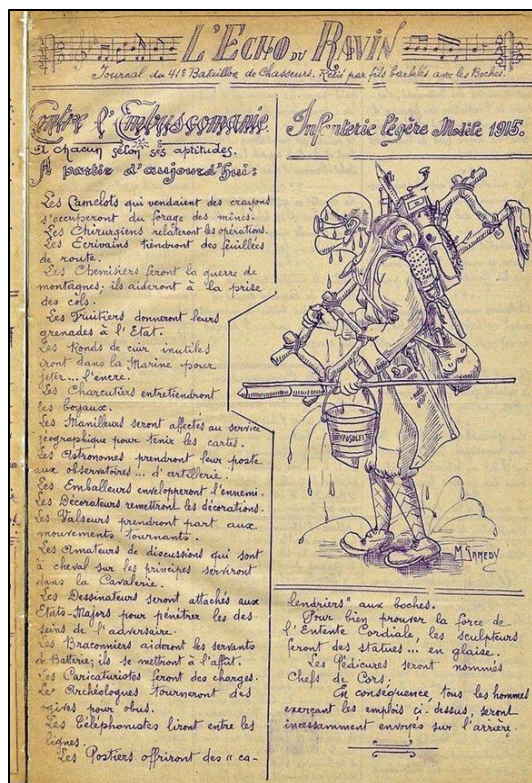 L'Echo du Ravin
Journal du 41e Bataillon de Chasseurs. Relié par fils barbelés avec les Boches.
Contre l'Embuscomanie.
A chacun selon ses aptitudes.
A partir d'aujourd'hui :
Les Camelots qui vendaient des crayons
s'occuperont du forage des mines.
Les Chirurgiens relateront les opérations.
Les Ecrivains tiendront des feuillées
de route.
Les Chemisiers feront la guerre de
montagnes; ils aideront à la prise
des cols.
Les Fruitiers donneront leurs
grenades à l'Etat.
Les Ronds de cuir inutiles
iront dans la Marine pour
jeter... l'encre.
Les Charcutiers entretiendront
les boyaux.
Les Manilleurs seront affectés au service
géographique pour tenir les cartes.
Les Astronomes prendront leur poste
aux observatoires... d'artillerie.
Les Emballeurs envelopperont l'ennemi.
Les Décorateurs remettront les décorations.
Les Valseurs prendront part aux
mouvements tournants.
Les Amateurs de discussions qui sont
à cheval sur les principes serviront
dans la Cavalerie.
Les Dessinateurs seront attachés aux
Etats-Majors pour pénétrer les des
seins de l'adversaire.
Les Braconniers aideront les servants
de Batterie; ils se mettront à l'affût.
Les Caricaturistes feront des charges.
Les Archéologues tourneront des
ogives pour obus.
Les Téléphonistes liront entre les
lignes.
Les Postiers offriront des "ca-
Infanterie légère Modèle 1915.
HYPOSULFITE
M SAMEDY
lendriers" aux boches.
Pour bien prouver la force de
l'Entente Cordiale, les sculpteurs
feront des statues... en glaise.
Les Pédicures seront nommés
Chefs de Cors.
En conséquence, tous les hommes
exerçant les emplois ci-dessus, seront
incessamment envoyés sur l'arrière.